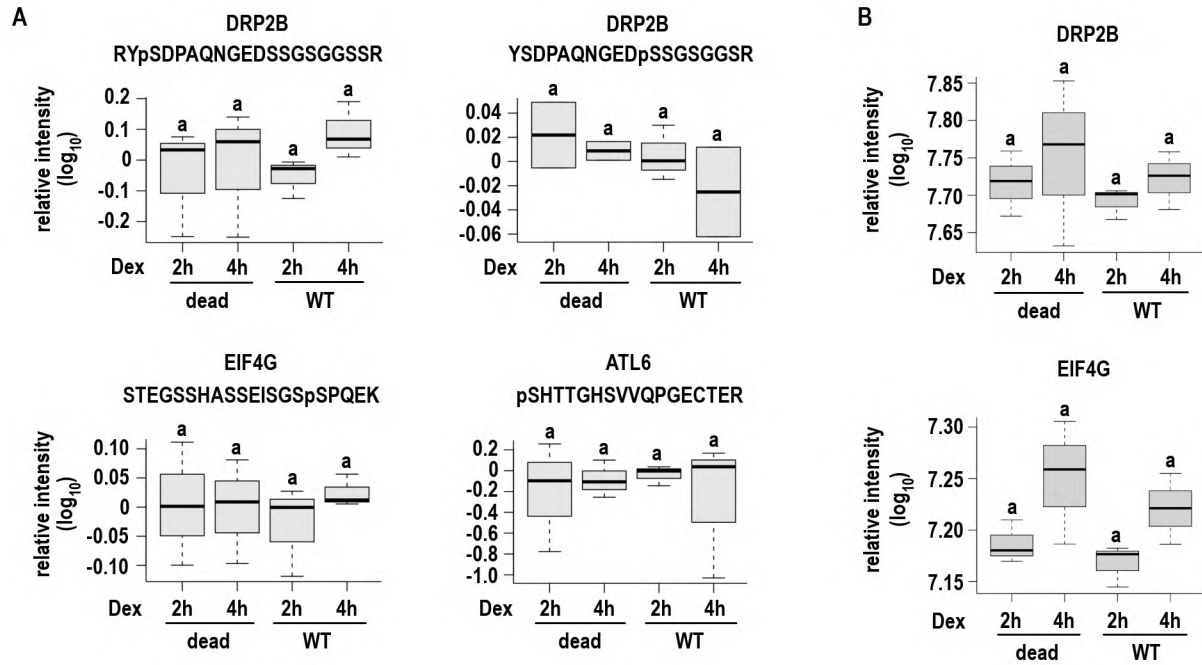 A
DRP2B
RYpSDPAQNGEDSSGSGGSSR
relative intensity
(log10)
0.2
0.1
0
-0.1
-0.2
a a a a
Dex 2h 4h 2h 4h
dead WT
DRP2B
YSDPAQNGEDpSSGSGGSR
0.04
0.02
0
-0.02
-0.04
-0.06
a a a a
2h 4h 2h 4h
dead WT
EIF4G
STEGSSHASSEISGSpSPQEK
relative intensity
(log10)
0.10
0.05
0
-0.05
-0.10
a a a a
Dex 2h 4h 2h 4h
dead WT
ATL6
pSHTTGHSVVQPGECTER
0.2
0
-0.2
-0.4
-0.6
-0.8
-1.0
a a a a
2h 4h 2h 4h
dead WT
B
DRP2B
relative intensity
(log10)
7.85
7.80
7.75
7.70
7.65
a a a a
Dex 2h 4h 2h 4h
dead WT
EIF4G
relative intensity
(log10)
7.30
7.25
7.20
7.15
a a a a
Dex 2h 4h 2h 4h
dead WT